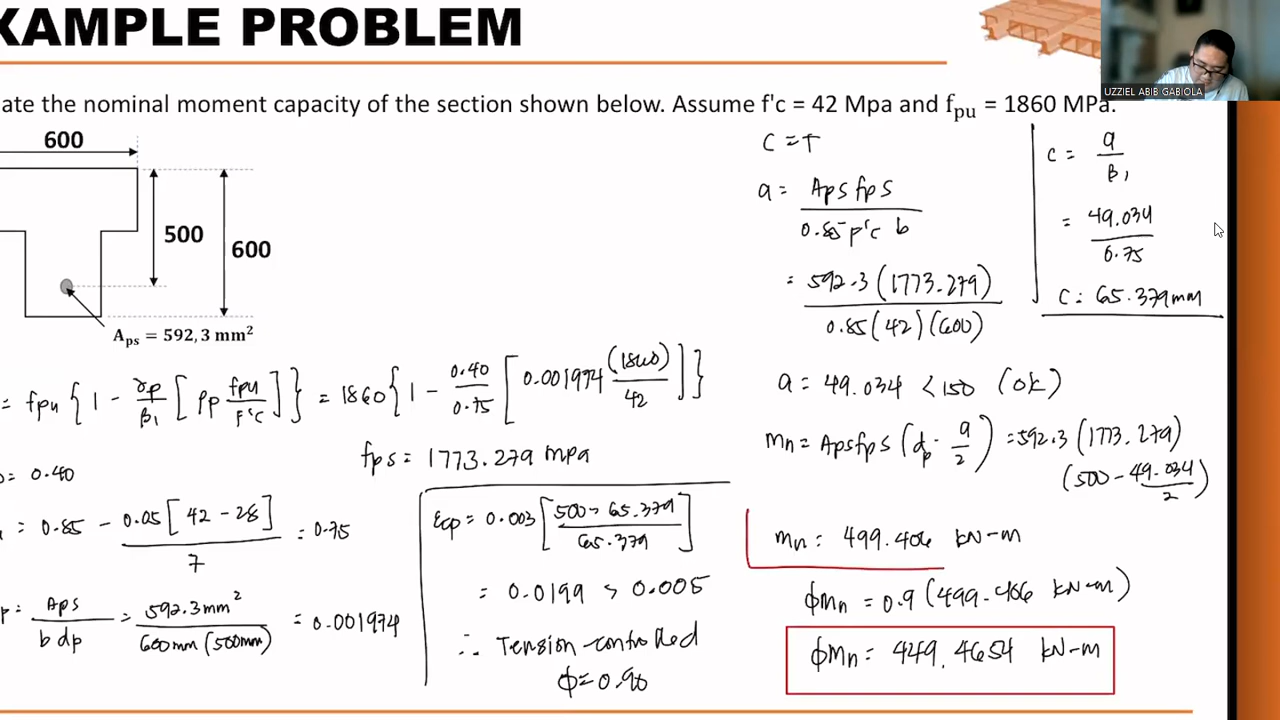 XAMPLE PROBLEM
UZZIEL ABIB GABIOLA
ate the nominal moment capacity of the section shown below. Assume f'c = 42 Mpa and fpu = 1860 MPa.
600
500
600
Aps = 592,3 mm²
= fpu { 1 - γp/β1 [ ρp fpu/f'c ] } = 1860 { 1 - 0.40/0.75 [ 0.001974 (1860)/42 ] }
fps = 1773.279 mpa
= 0.40
= 0.85 - 0.05 [ 42 - 28 ] / 7 = 0.75
p = Aps / b dp = 592.3 mm² / 600mm (500mm) = 0.001974
εcp = 0.003 [ 500 - 65.379 / 65.379 ]
= 0.0199 > 0.005
∴ Tension-controlled
ϕ = 0.90
C = T
a = Aps fps / 0.85 f'c b
= 592.3 (1773.279) / 0.85 (42) (600)
a = 49.034 < 150 (ok)
Mn = Aps fps ( dp - a/2 ) = 592.3 (1773.279)
(500 - 49.034/2)
Mn = 499.406 kN-m
ϕMn = 0.9 (499.406 kN-m)
ϕMn = 449.4654 kN-m
c = a / β1
= 49.034 / 0.75
c = 65.379 mm